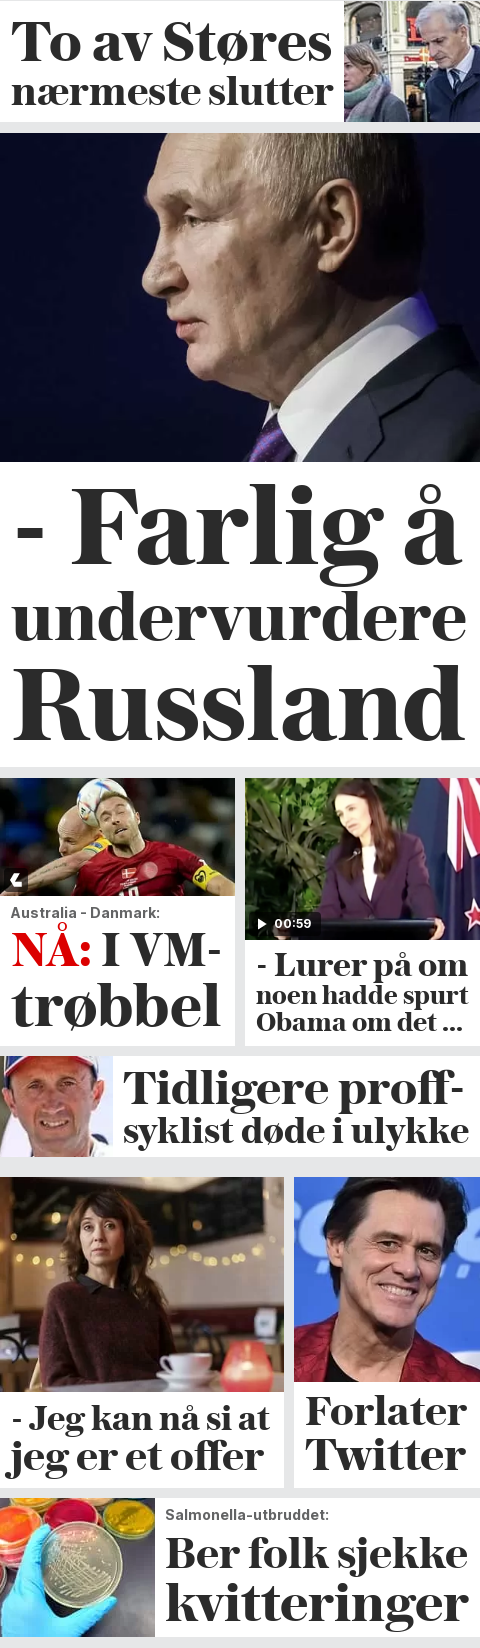 To av Støres
nærmeste slutter
- Farlig å
undervurdere
Russland
Australia - Danmark:
NÅ: I VM-
trøbbel
00:59
- Lurer på om
noen hadde spurt
Obama om det ...
Tidligere proff-
syklist døde i ulykke
- Jeg kan nå si at
jeg er et offer
Forlater
Twitter
Salmonella-utbruddet:
Ber folk sjekke
kvitteringer